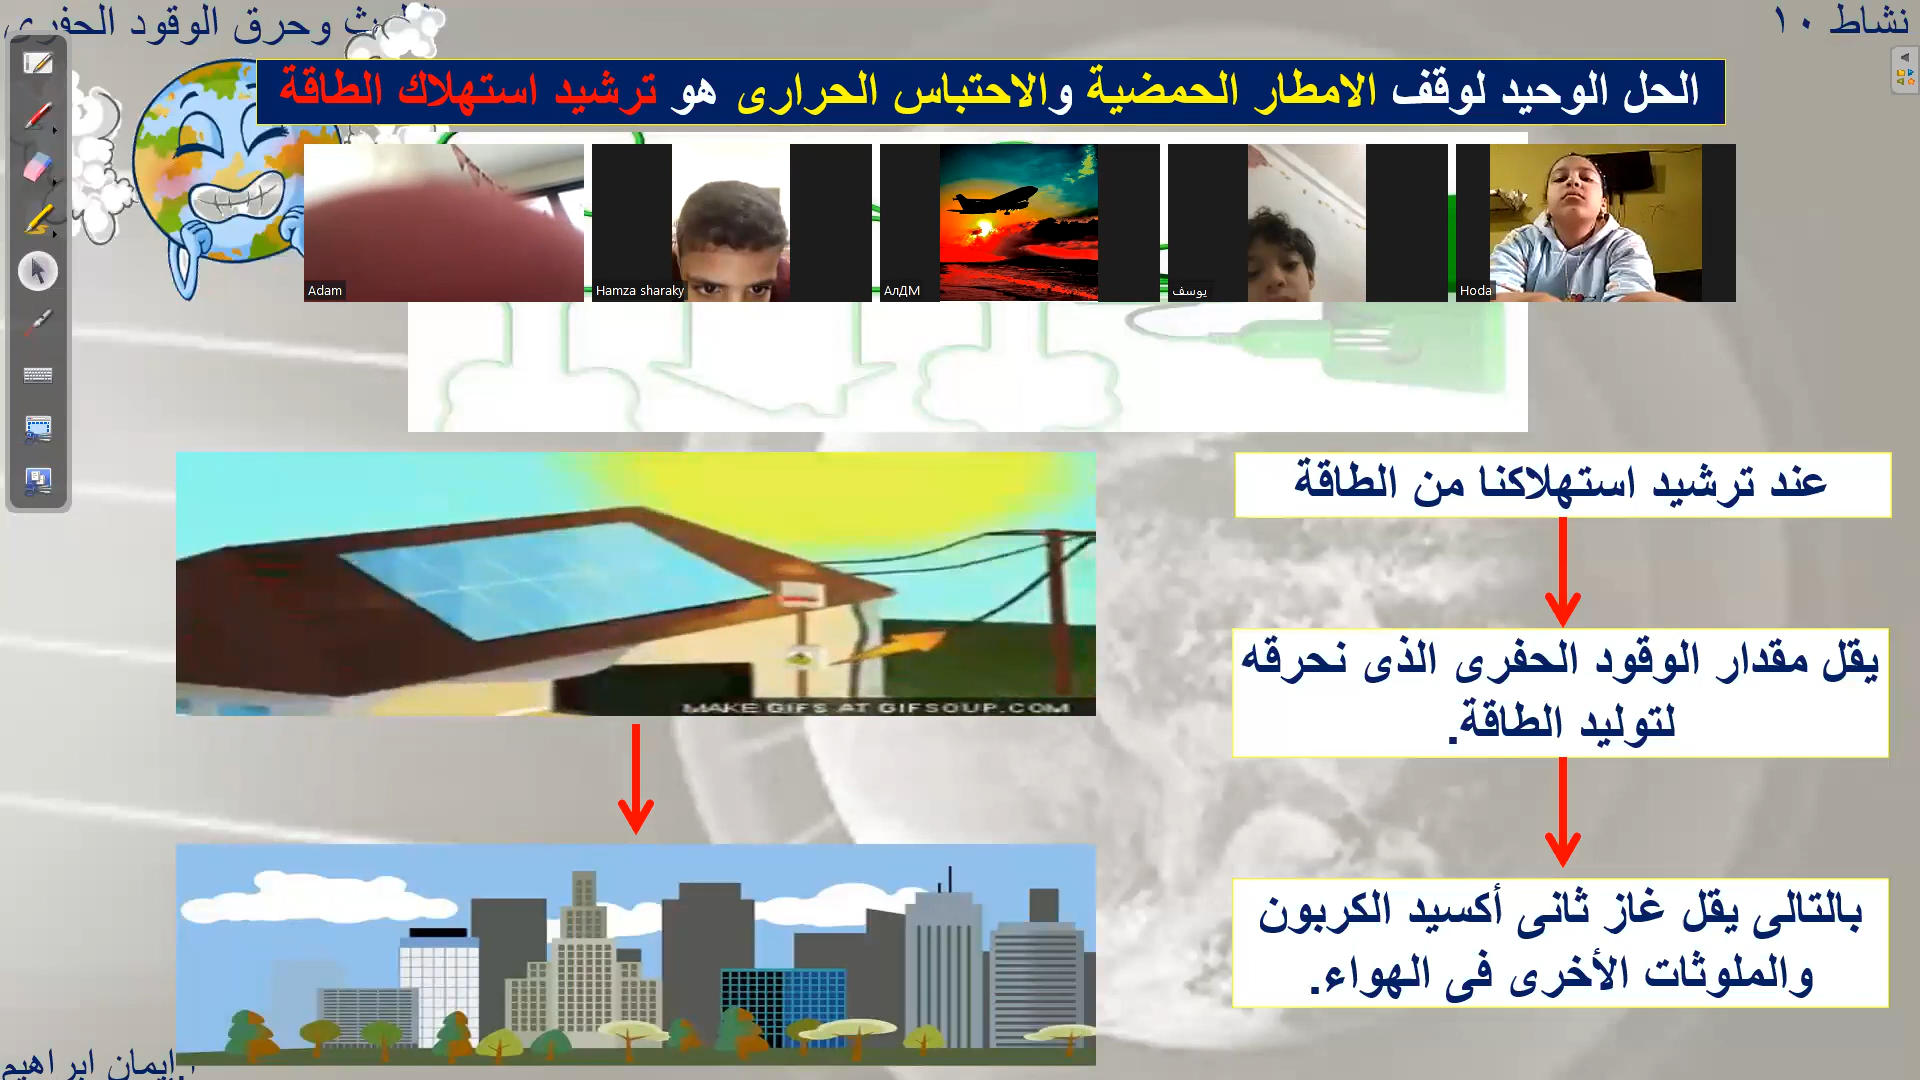 نشاط ١٠
وحرق الوقود الحفرى
الحل الوحيد لوقف الامطار الحمضية والاحتباس الحرارى هو ترشيد استهلاك الطاقة
Adam
Hamza sharaky
АлДМ
يوسف
Hoda
عند ترشيد استهلاكنا من الطاقة
يقل مقدار الوقود الحفرى الذى نحرقه
لتوليد الطاقة.
MAKE GIFS AT GIFSOUP.COM
بالتالى يقل غاز ثانى أكسيد الكربون
والملوثات الأخرى فى الهواء.
إيمان ابراهيم